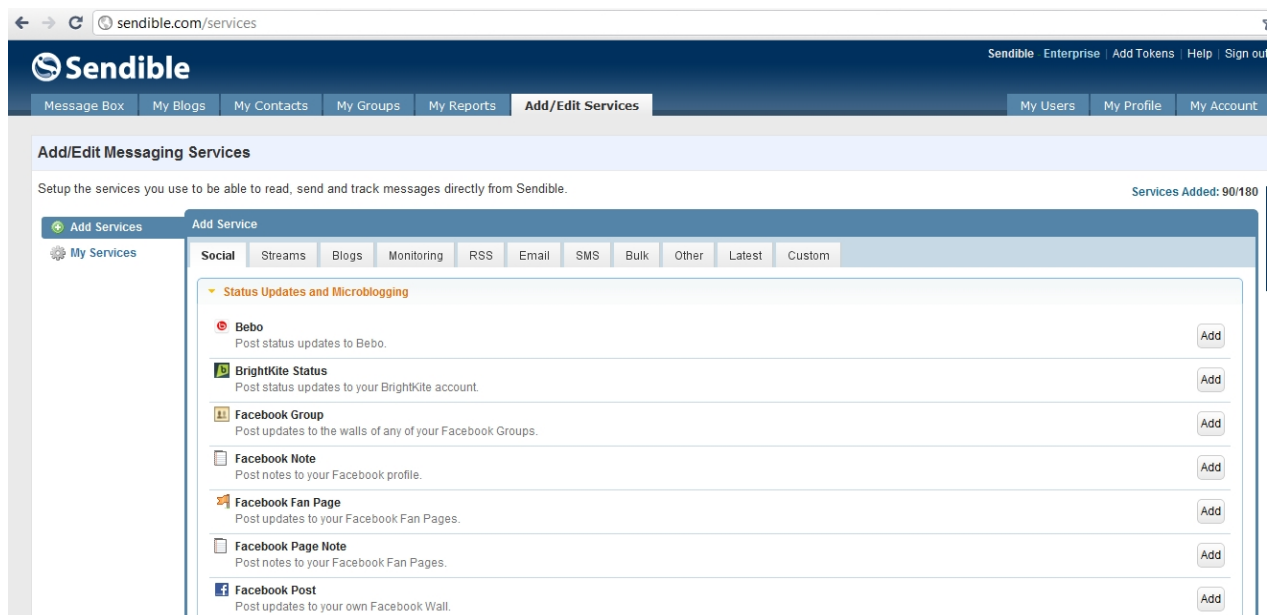 sendible.com/services
Sendible Enterprise | Add Tokens | Help | Sign out
Sendible
Message Box My Blogs My Contacts My Groups My Reports Add/Edit Services My Users My Profile My Account
Add/Edit Messaging Services
Setup the services you use to be able to read, send and track messages directly from Sendible.
Services Added: 90/180
Add Services
My Services
Add Service
Social Streams Blogs Monitoring RSS Email SMS Bulk Other Latest Custom
Status Updates and Microblogging
Bebo
Post status updates to Bebo.
Add
BrightKite Status
Post status updates to your BrightKite account.
Add
Facebook Group
Post updates to the walls of any of your Facebook Groups.
Add
Facebook Note
Post notes to your Facebook profile.
Add
Facebook Fan Page
Post updates to your Facebook Fan Pages.
Add
Facebook Page Note
Post notes to your Facebook Fan Pages.
Add
Facebook Post
Post updates to your own Facebook Wall.
Add